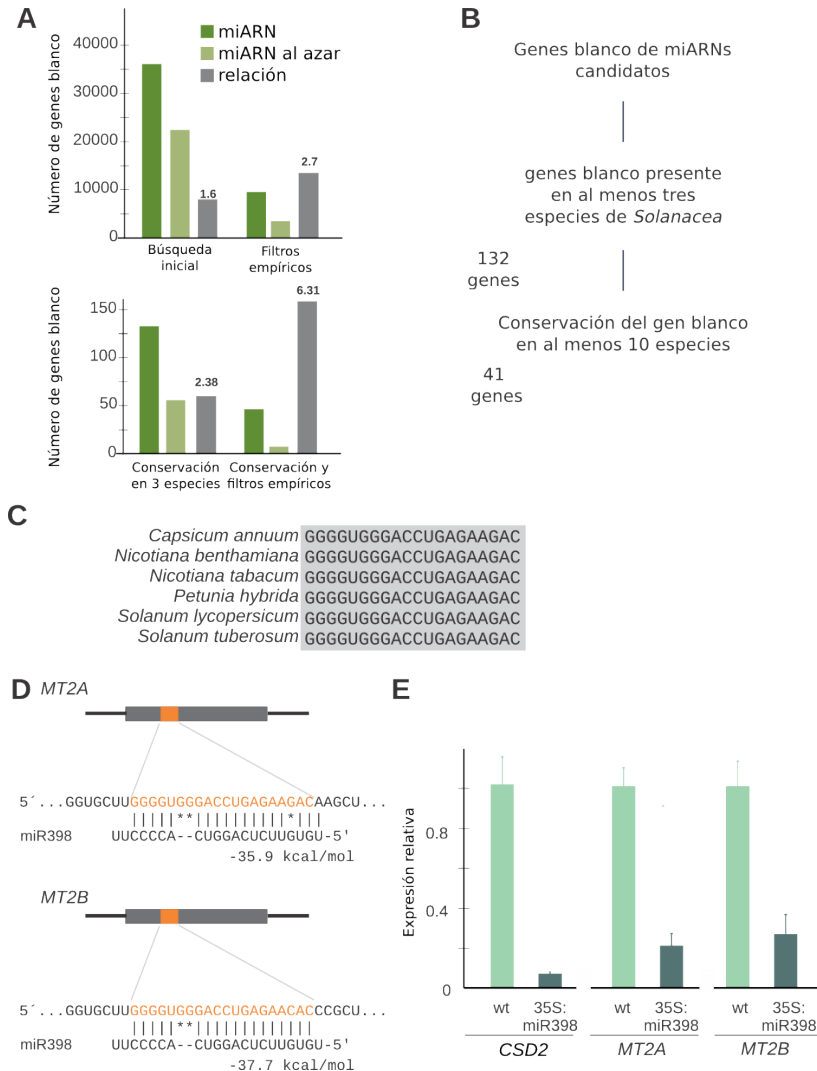 A
Número de genes blanco
40000
30000
20000
10000
0
miARN
miARN al azar
relación
1.6
2.7
Búsqueda
inicial
Filtros
empíricos
Número de genes blanco
150
100
50
0
2.38
6.31
Conservación
en 3 especies
Conservación y
filtros empíricos
B
Genes blanco de miARNs
candidatos
genes blanco presente
en al menos tres
especies de Solanacea
132
genes
Conservación del gen blanco
en al menos 10 especies
41
genes
C
Capsicum annuum GGGGUGGGACCUGAGAAGAC
Nicotiana benthamiana GGGGUGGGACCUGAGAAGAC
Nicotiana tabacum GGGGUGGGACCUGAGAAGAC
Petunia hybrida GGGGUGGGACCUGAGAAGAC
Solanum lycopersicum GGGGUGGGACCUGAGAAGAC
Solanum tuberosum GGGGUGGGACCUGAGAAGAC
D
MT2A
5´...GGUGCUUGGGGUGGGACCUGAGAAGACAAGCU...
|||||**||||||||||*|||
miR398 UUCCCCA--CUGGACUCUUGUGU-5'
-35.9 kcal/mol
MT2B
5´...GGUGCUUGGGGUGGGACCUGAGAACACCCGCU...
|||||**|||||||||||||
miR398 UUCCCCA--CUGGACUCUUGUGU-5'
-37.7 kcal/mol
E
Expresión relativa
0.8
0.4
0
wt
35S:
miR398
wt
35S:
miR398
wt
35S:
miR398
CSD2
MT2A
MT2B